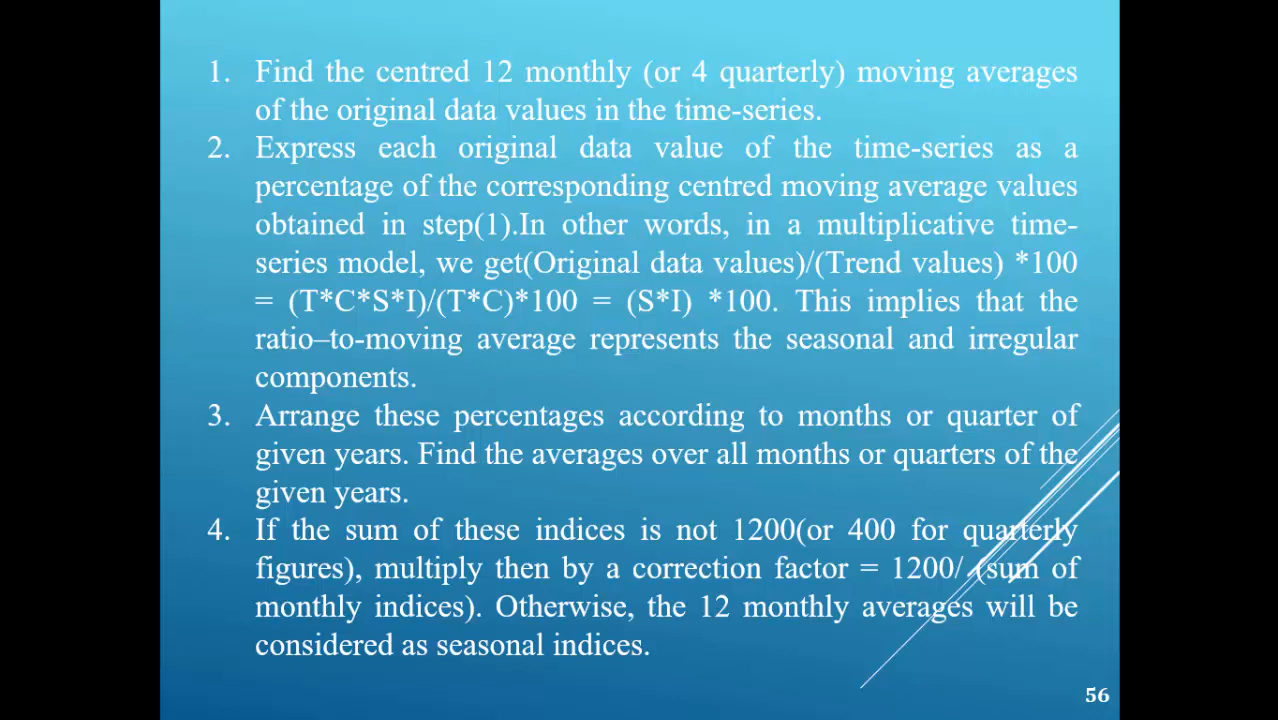 1. Find the centred 12 monthly (or 4 quarterly) moving averages
of the original data values in the time-series.
2. Express each original data value of the time-series as a
percentage of the corresponding centred moving average values
obtained in step(1).In other words, in a multiplicative time-
series model, we get(Original data values)/(Trend values) *100
= (T*C*S*I)/(T*C)*100 = (S*I) *100. This implies that the
ratio–to-moving average represents the seasonal and irregular
components.
3. Arrange these percentages according to months or quarter of
given years. Find the averages over all months or quarters of the
given years.
4. If the sum of these indices is not 1200(or 400 for quarterly
figures), multiply then by a correction factor = 1200/ (sum of
monthly indices). Otherwise, the 12 monthly averages will be
considered as seasonal indices.
56